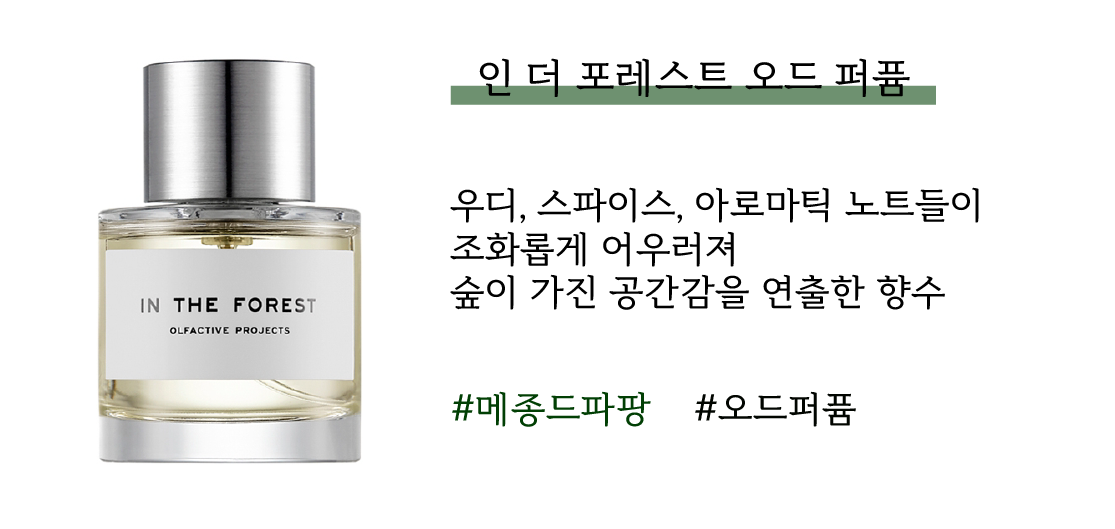 인 더 포레스트 오드 퍼퓸
우디, 스파이스, 아로마틱 노트들이
조화롭게 어우러져
숲이 가진 공간감을 연출한 향수
IN THE FOREST
OLFACTIVE PROJECTS
#메종드파팡 #오드퍼퓸